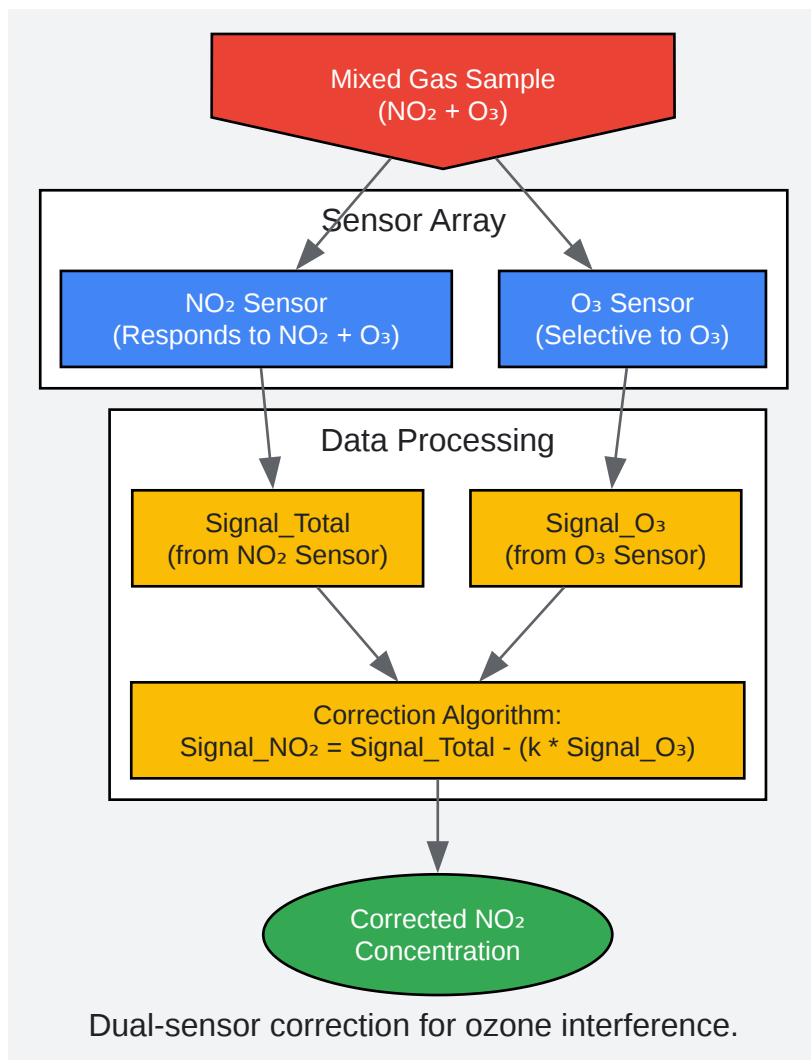 Mixed Gas Sample
(NO₂ + O₃)
Sensor Array
NO₂ Sensor
(Responds to NO₂ + O₃)
O₃ Sensor
(Selective to O₃)
Data Processing
Signal_Total
(from NO₂ Sensor)
Signal_O₃
(from O₃ Sensor)
Correction Algorithm:
Signal_NO₂ = Signal_Total - (k * Signal_O₃)
Corrected NO₂
Concentration
Dual-sensor correction for ozone interference.